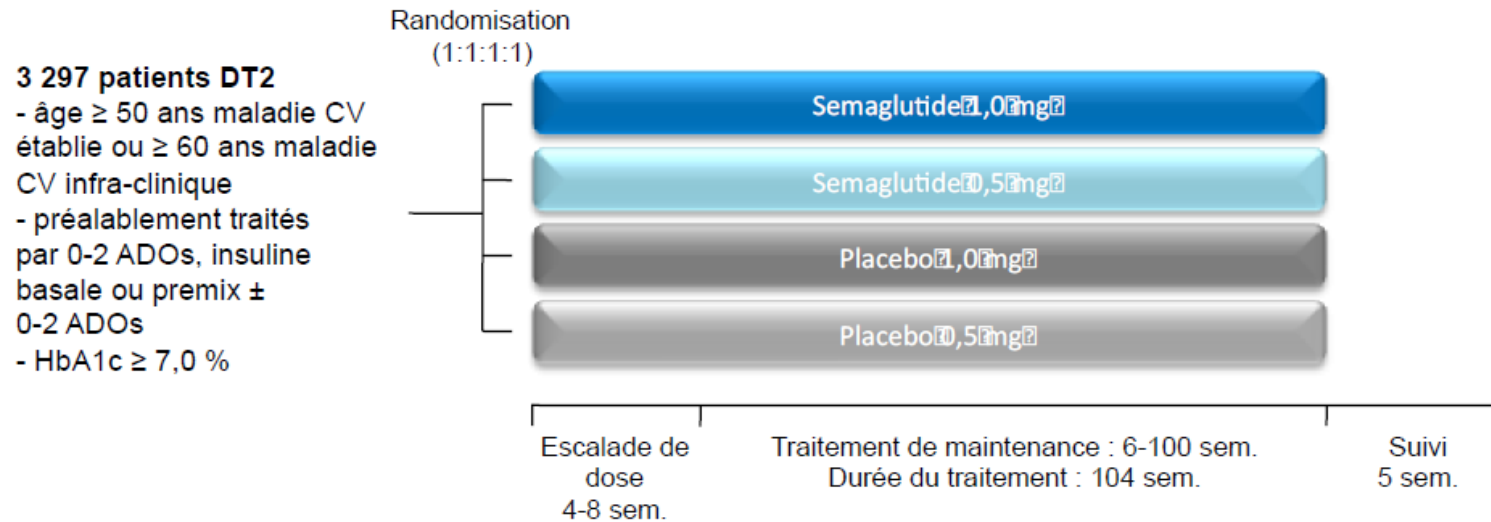 Randomisation
(1:1:1:1)
3 297 patients DT2
- âge ≥ 50 ans maladie CV
établie ou ≥ 60 ans maladie
CV infra-clinique
- préalablement traités
par 0-2 ADOs, insuline
basale ou premix ±
0-2 ADOs
- HbA1c ≥ 7,0 %
Semaglutide⍰1,0⍰mg⍰
Semaglutide⍰0,5⍰mg⍰
Placebo⍰1,0⍰mg⍰
Placebo⍰0,5⍰mg⍰
Escalade de
dose
4-8 sem.
Traitement de maintenance : 6-100 sem.
Durée du traitement : 104 sem.
Suivi
5 sem.